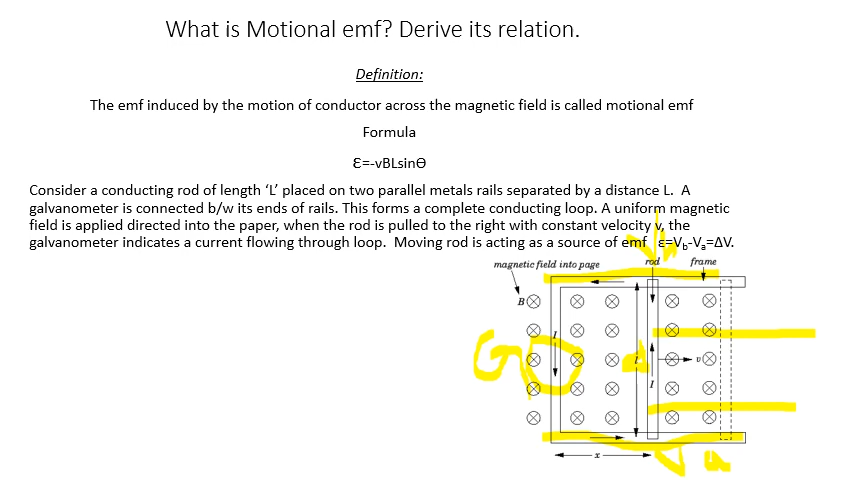 What is Motional emf? Derive its relation.
Definition:
The emf induced by the motion of conductor across the magnetic field is called motional emf
Formula
Ɛ=-vBLsinϴ
Consider a conducting rod of length ‘L’ placed on two parallel metals rails separated by a distance L. A
galvanometer is connected b/w its ends of rails. This forms a complete conducting loop. A uniform magnetic
field is applied directed into the paper, when the rod is pulled to the right with constant velocity v, the
galvanometer indicates a current flowing through loop. Moving rod is acting as a source of emf ε=Vb-Va=ΔV.
magnetic field into page
rod
frame
B
I
l
v
I
x
G
a